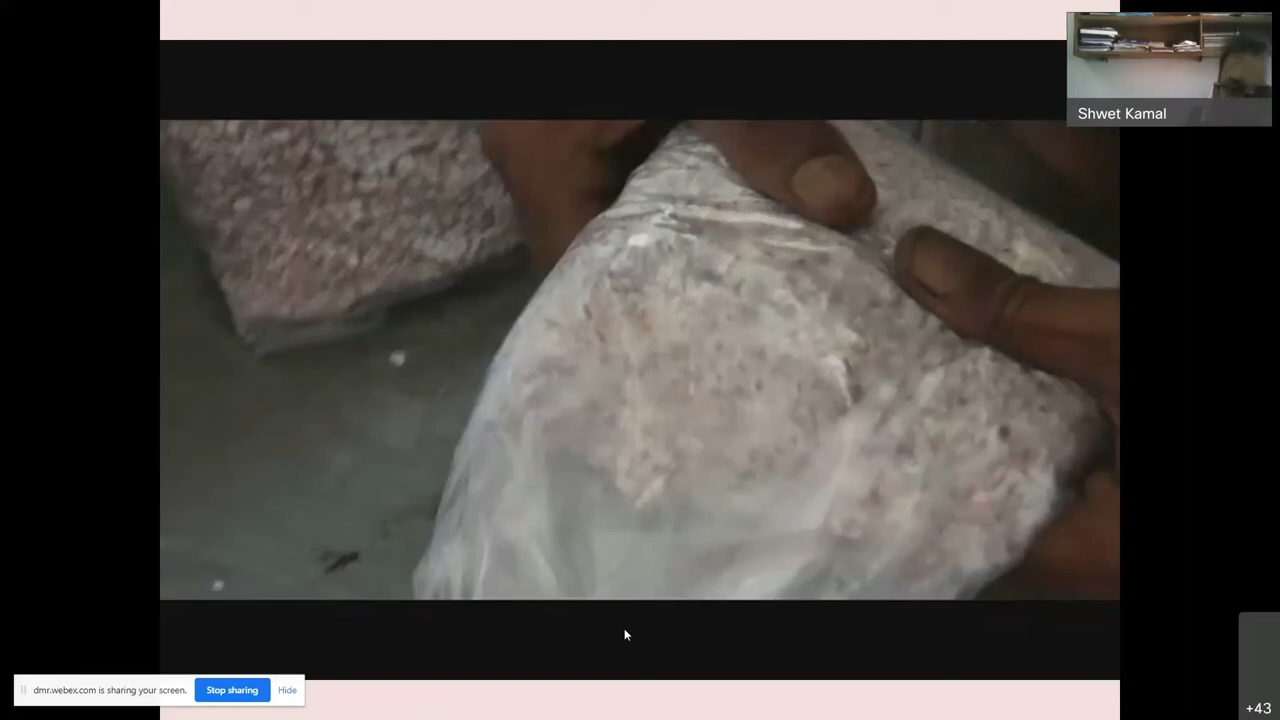 Shwet Kamal
dmr.webex.com is sharing your screen.
Stop sharing
Hide
+43